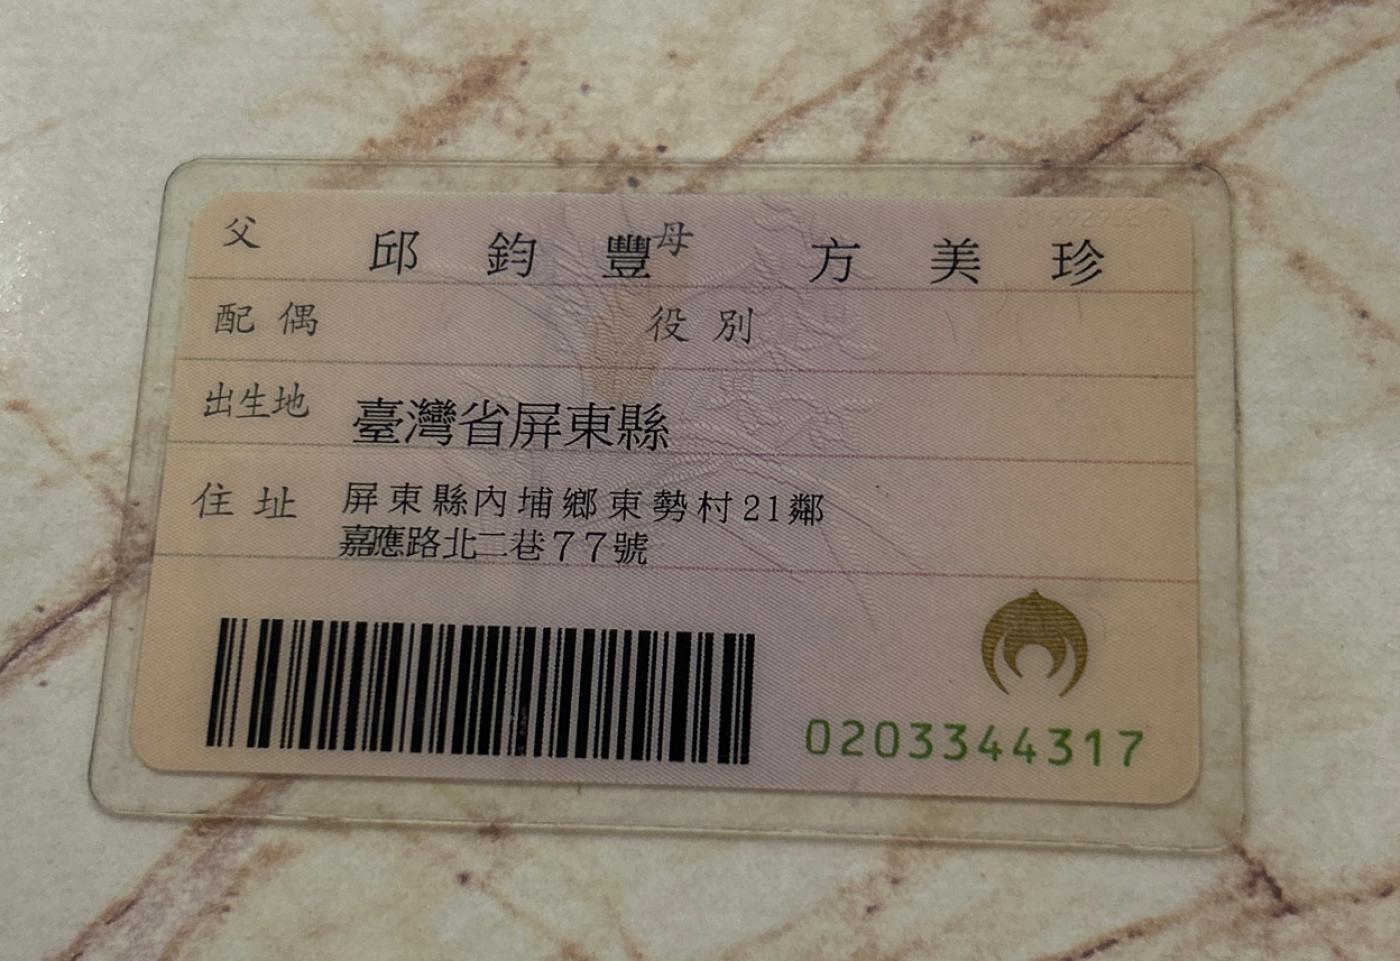 父 邱鈞豐 母 方美珍
配偶 役別
出生地 臺灣省屏東縣
住址 屏東縣內埔鄉東勢村21鄰
嘉應路北二巷77號
0203344317